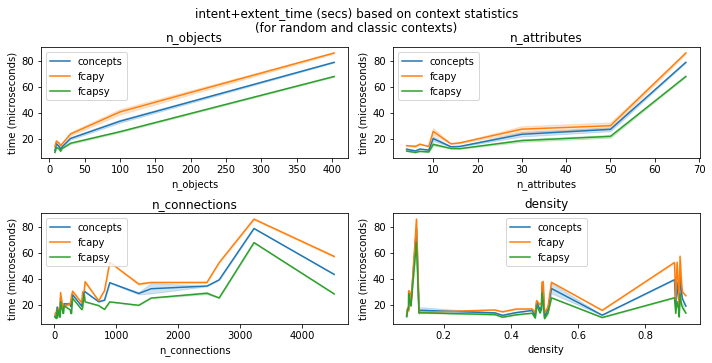 intent+extent_time (secs) based on context statistics
(for random and classic contexts)
n_objects
time (microseconds)
80
60
40
20
concepts
fcapy
fcapsy
0 50 100 150 200 250 300 350 400
n_objects
n_attributes
time (microseconds)
80
60
40
20
concepts
fcapy
fcapsy
10 20 30 40 50 60 70
n_attributes
n_connections
time (microseconds)
80
60
40
20
concepts
fcapy
fcapsy
0 1000 2000 3000 4000
n_connections
density
time (microseconds)
80
60
40
20
concepts
fcapy
fcapsy
0.2 0.4 0.6 0.8
density